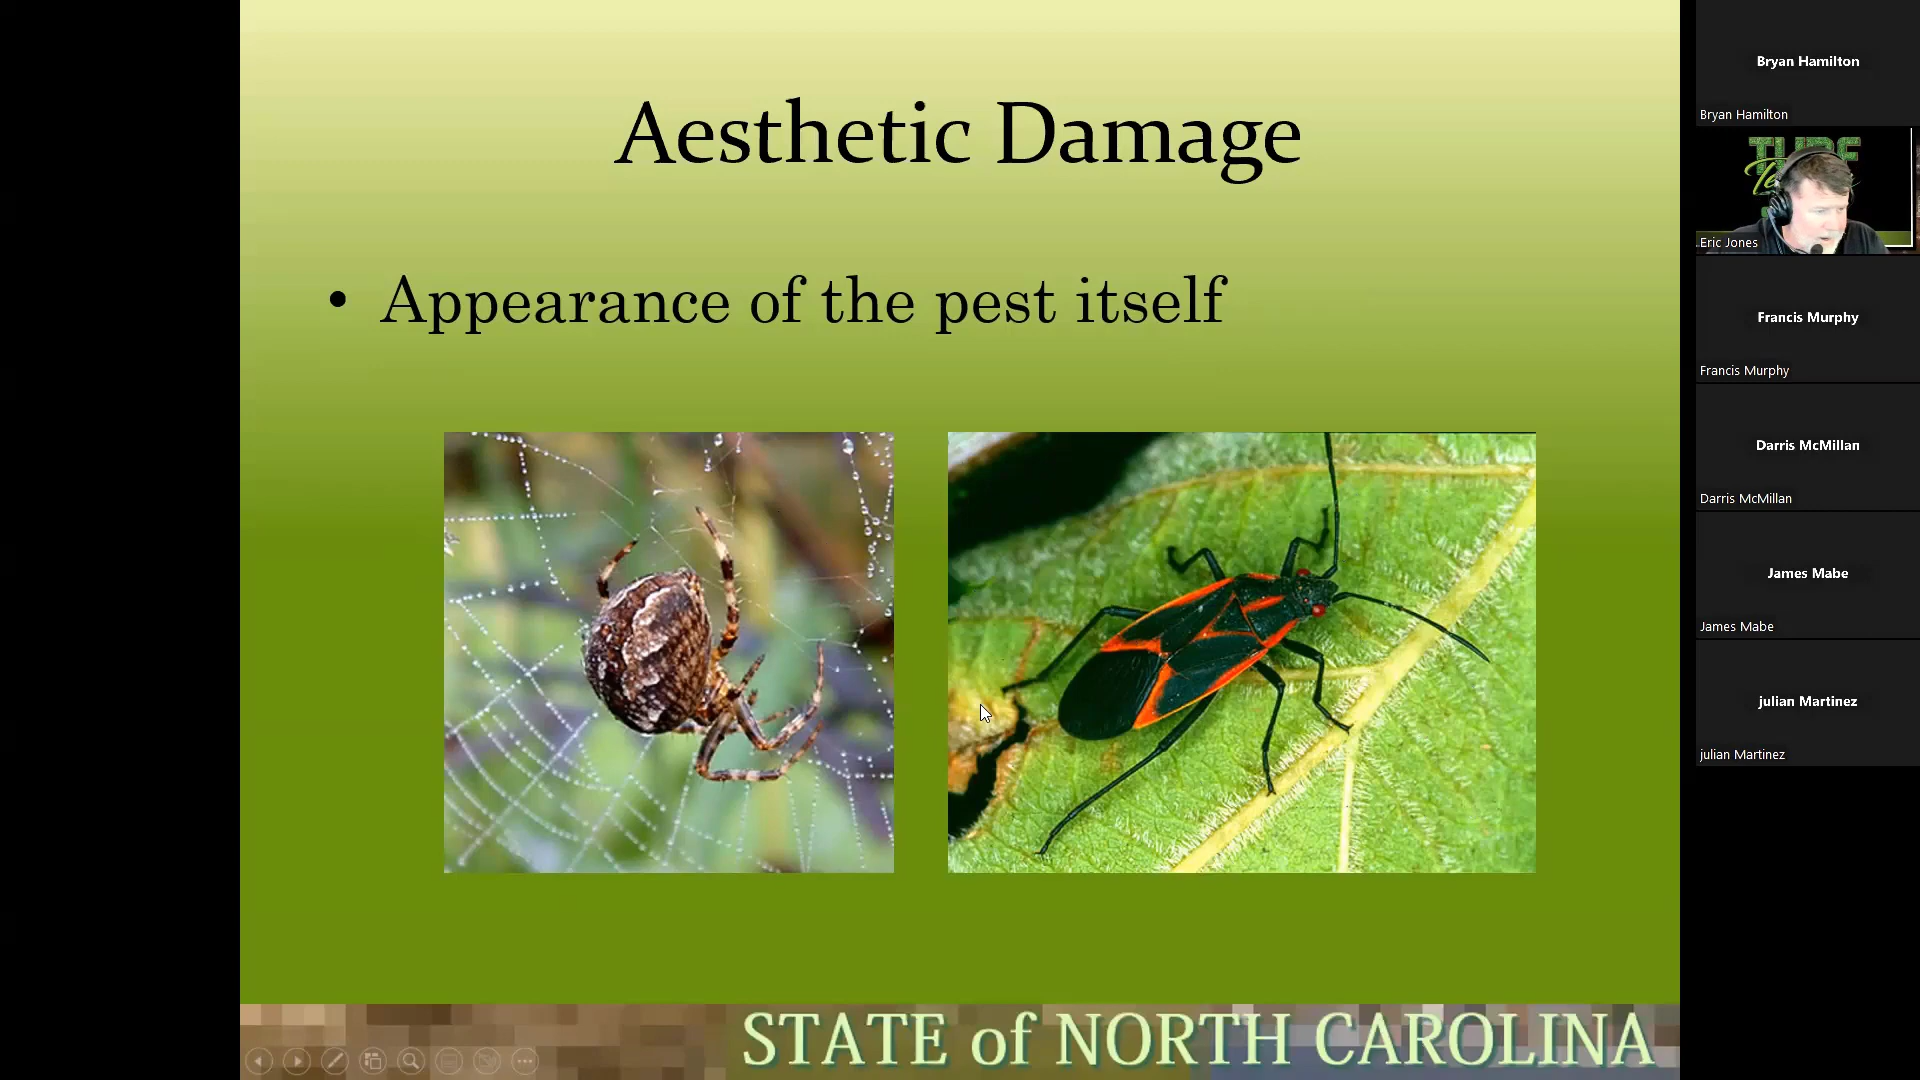 Aesthetic Damage
• Appearance of the pest itself
STATE of NORTH CAROLINA
Bryan Hamilton
Bryan Hamilton
TURF
Eric Jones
Francis Murphy
Francis Murphy
Darris McMillan
Darris McMillan
James Mabe
James Mabe
julian Martinez
julian Martinez